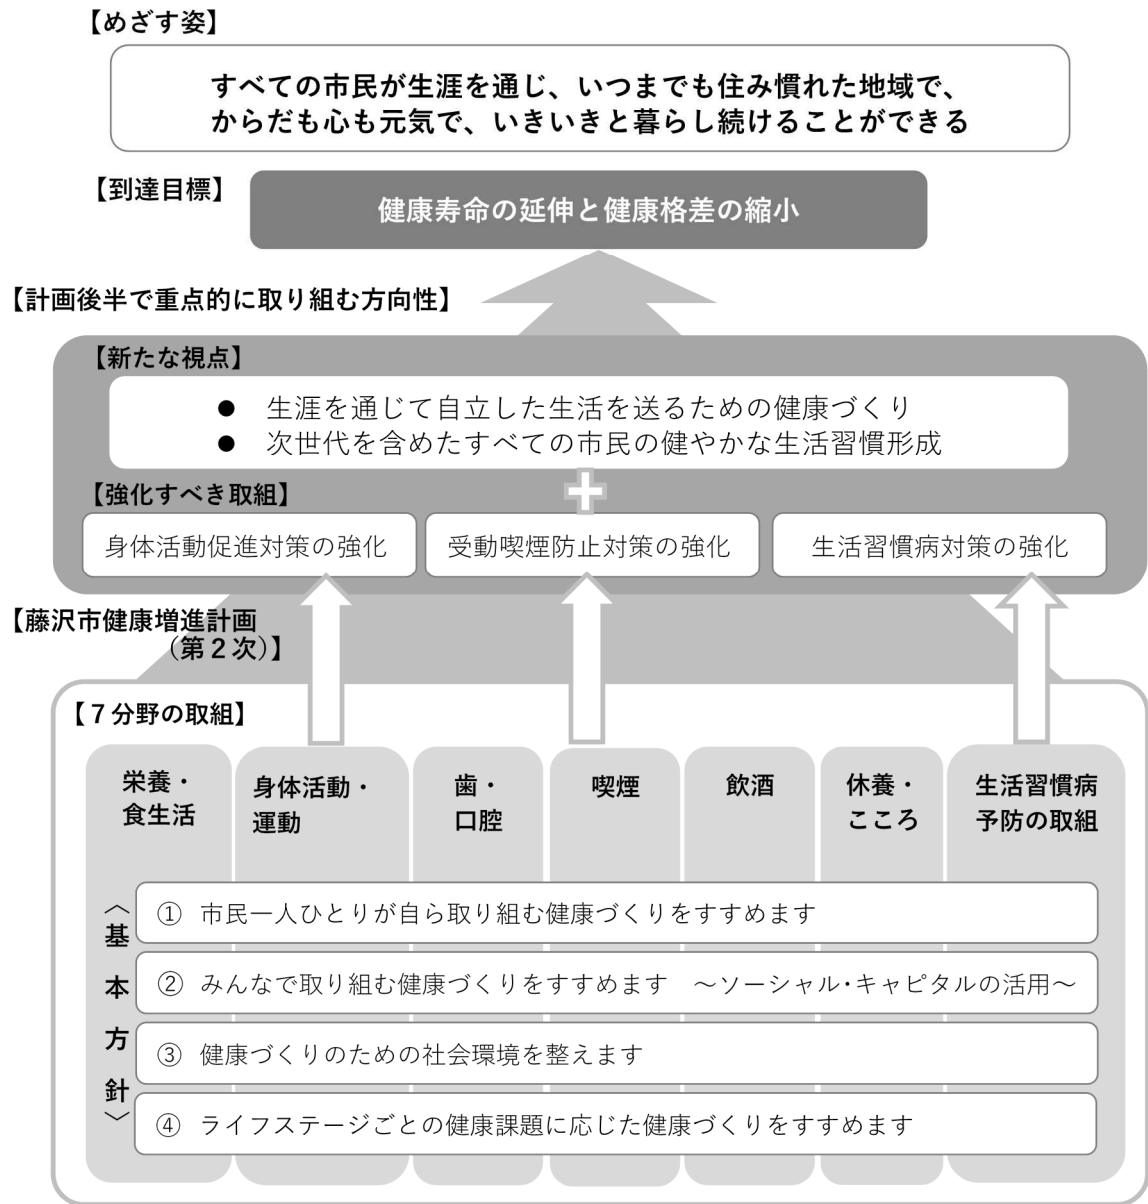 【めざす姿】
すべての市民が生涯を通じ、いつまでも住み慣れた地域で、
からだも心も元気で、いきいきと暮らし続けることができる
【到達目標】
健康寿命の延伸と健康格差の縮小
【計画後半で重点的に取り組む方向性】
【新たな視点】
● 生涯を通じて自立した生活を送るための健康づくり
● 次世代を含めたすべての市民の健やかな生活習慣形成
【強化すべき取組】
身体活動促進対策の強化
受動喫煙防止対策の強化
生活習慣病対策の強化
【藤沢市健康増進計画
（第２次）】
【７分野の取組】
栄養・
食生活
身体活動・
運動
歯・
口腔
喫煙
飲酒
休養・
こころ
生活習慣病
予防の取組
〈基本方針〉
① 市民一人ひとりが自ら取り組む健康づくりをすすめます
② みんなで取り組む健康づくりをすすめます　～ソーシャル・キャピタルの活用～
③ 健康づくりのための社会環境を整えます
④ ライフステージごとの健康課題に応じた健康づくりをすすめます